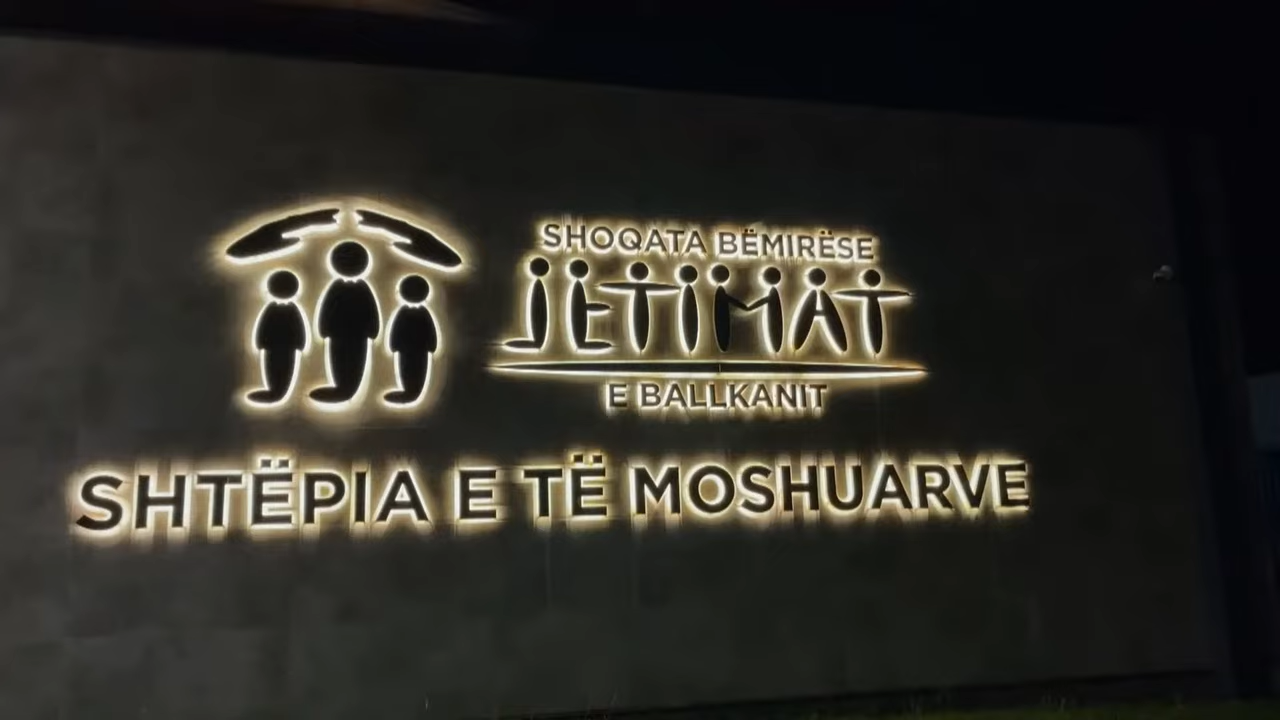 SHOQATA BËMIRËSE
JETIMAT
E BALLKANIT
SHTËPIA E TË MOSHUARVE